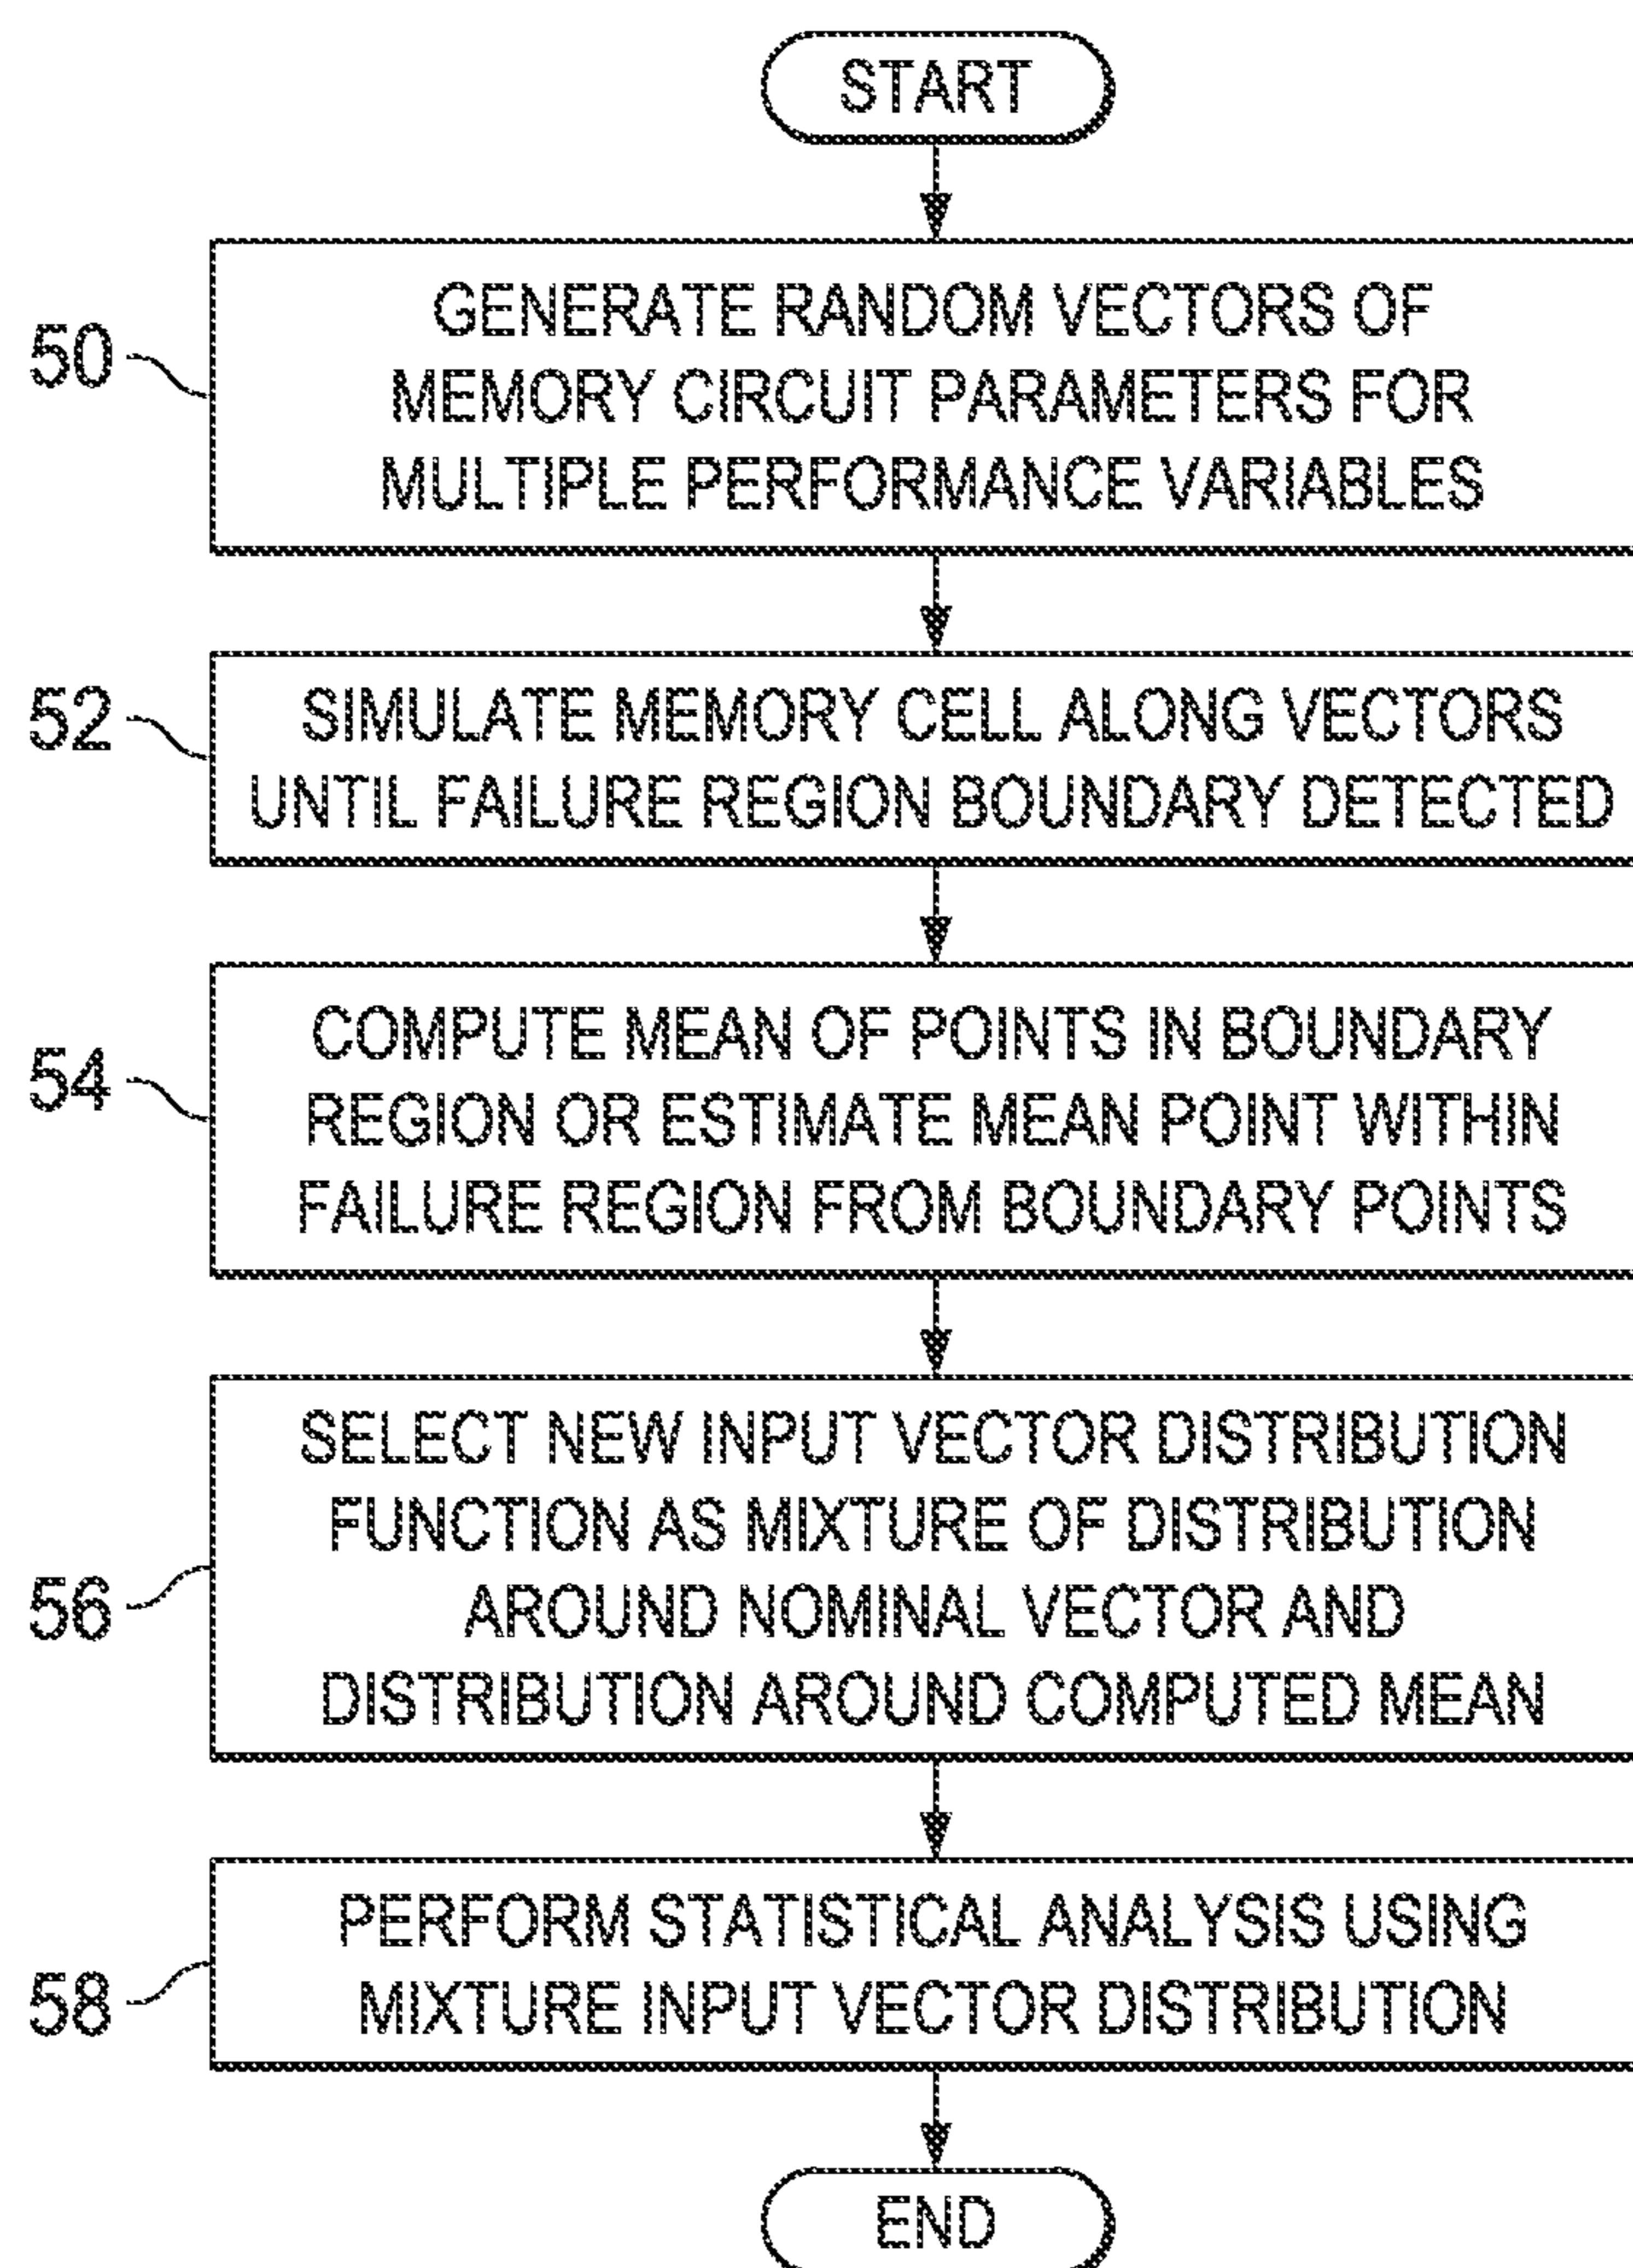 START
50
GENERATE RANDOM VECTORS OF
MEMORY CIRCUIT PARAMETERS FOR
MULTIPLE PERFORMANCE VARIABLES
52
SIMULATE MEMORY CELL ALONG VECTORS
UNTIL FAILURE REGION BOUNDARY DETECTED
54
COMPUTE MEAN OF POINTS IN BOUNDARY
REGION OR ESTIMATE MEAN POINT WITHIN
FAILURE REGION FROM BOUNDARY POINTS
56
SELECT NEW INPUT VECTOR DISTRIBUTION
FUNCTION AS MIXTURE OF DISTRIBUTION
AROUND NOMINAL VECTOR AND
DISTRIBUTION AROUND COMPUTED MEAN
58
PERFORM STATISTICAL ANALYSIS USING
MIXTURE INPUT VECTOR DISTRIBUTION
END